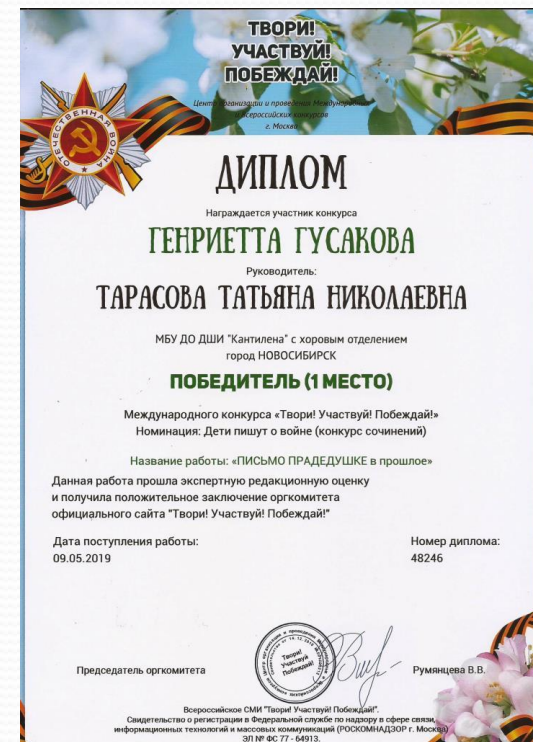 ТВОРИ!
УЧАСТВУЙ!
ПОБЕЖДАЙ!
Центр организации и проведения Международных
и всероссийских конкурсов
г. Москва
ОТЕЧЕСТВЕННАЯ ВОЙНА
ДИПЛОМ
Награждается участник конкурса
ГЕНРИЕТТА ГУСАКОВА
Руководитель:
ТАРАСОВА ТАТЬЯНА НИКОЛАЕВНА
МБУ ДО ДШИ "Кантилена" с хоровым отделением
город НОВОСИБИРСК
ПОБЕДИТЕЛЬ (1 МЕСТО)
Международного конкурса «Твори! Участвуй! Побеждай!»
Номинация: Дети пишут о войне (конкурс сочинений)
Название работы: «ПИСЬМО ПРАДЕДУШКЕ в прошлое»
Данная работа прошла экспертную редакционную оценку
и получила положительное заключение оргкомитета
официального сайта "Твори! Участвуй! Побеждай!"
Дата поступления работы:
09.05.2019
Номер диплома:
48246
Председатель оргкомитета
Твори!
Участвуй!
Побеждай!
Румянцева В.В.
Всероссийское СМИ "Твори! Участвуй! Побеждай!".
Свидетельство о регистрации в Федеральной службе по надзору в сфере связи,
информационных технологий и массовых коммуникаций (РОСКОМНАДЗОР г. Москва)
ЭЛ № ФС 77 - 64913.